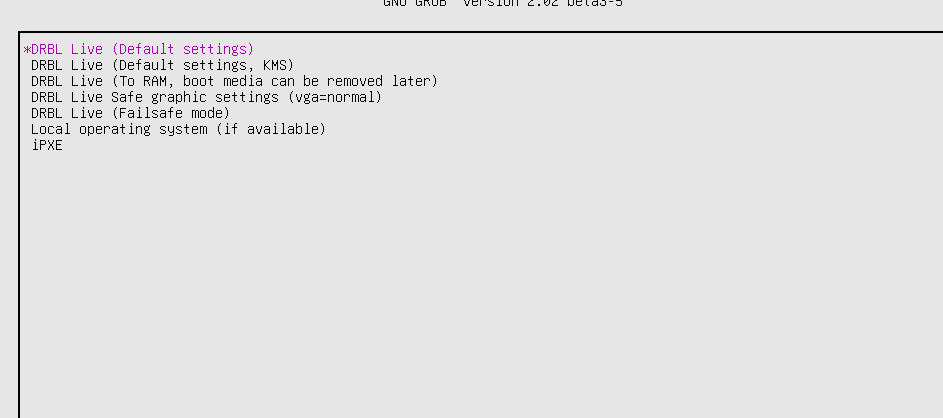 GNU GRUB version 2.02~beta3-5
*DRBL Live (Default settings)
DRBL Live (Default settings, KMS)
DRBL Live (To RAM, boot media can be removed later)
DRBL Live Safe graphic settings (vga=normal)
DRBL Live (Failsafe mode)
Local operating system (if available)
iPXE